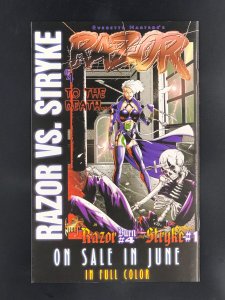 RAZOR VS. STRYKE
Everette Hartsoe's
RAZOR
TO THE
DEATH...
Razor Burn Stryke
#4
#1
ON SALE IN JUNE
IN FULL COLOR